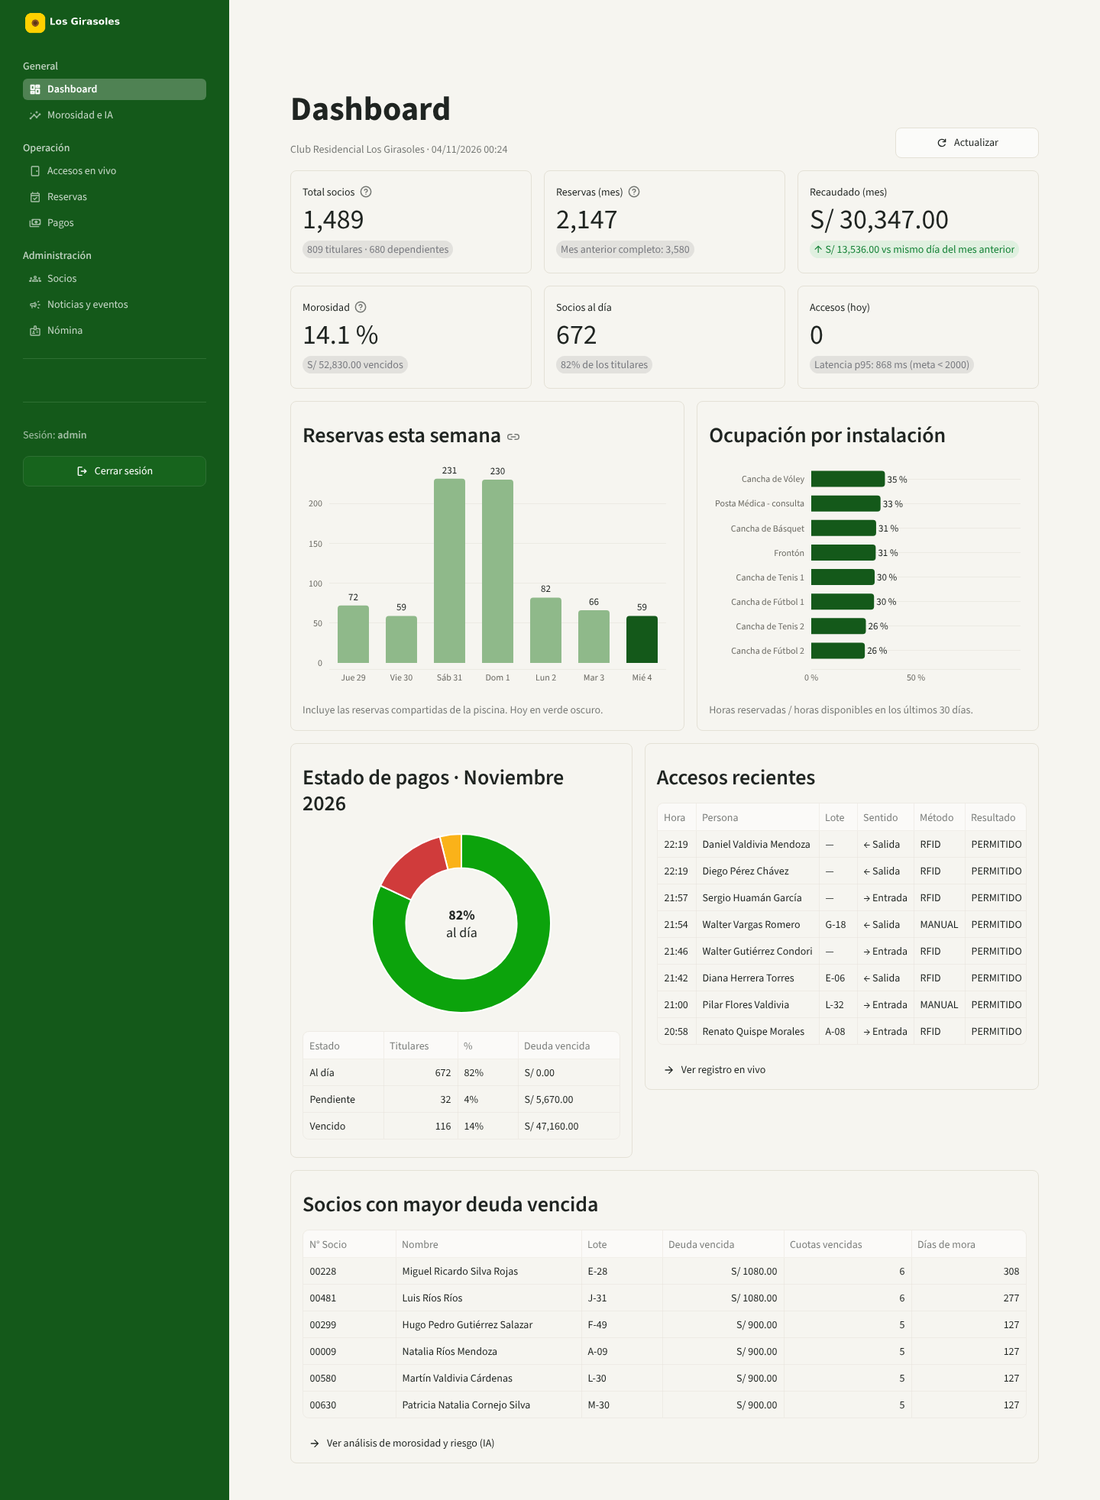 Los Girasoles
General
Dashboard
Morosidad e IA
Operación
Accesos en vivo
Reservas
Pagos
Administración
Socios
Noticias y eventos
Nómina
Sesión: admin
Cerrar sesión
Dashboard
Club Residencial Los Girasoles · 04/11/2026 00:24
Actualizar
Total socios
1,489
809 titulares · 680 dependientes
Reservas (mes)
2,147
Mes anterior completo: 3,580
Recaudado (mes)
S/ 30,347.00
↑ S/ 13,536.00 vs mismo día del mes anterior
Morosidad
14.1 %
S/ 52,830.00 vencidos
Socios al día
672
82% de los titulares
Accesos (hoy)
0
Latencia p95: 868 ms (meta < 2000)
Reservas esta semana
231
230
200
150
100
82
72
66
59
59
50
0
Jue 29 Vie 30 Sáb 31 Dom 1 Lun 2 Mar 3 Mié 4
Incluye las reservas compartidas de la piscina. Hoy en verde oscuro.
Ocupación por instalación
Cancha de Vóley 35 %
Posta Médica - consulta 33 %
Cancha de Básquet 31 %
Frontón 31 %
Cancha de Tenis 1 30 %
Cancha de Fútbol 1 30 %
Cancha de Tenis 2 26 %
Cancha de Fútbol 2 26 %
0 % 50 %
Horas reservadas / horas disponibles en los últimos 30 días.
Estado de pagos · Noviembre
2026
82%
al día
Estado Titulares % Deuda vencida
Al día 672 82% S/ 0.00
Pendiente 32 4% S/ 5,670.00
Vencido 116 14% S/ 47,160.00
Accesos recientes
Hora Persona Lote Sentido Método Resultado
22:19 Daniel Valdivia Mendoza — ← Salida RFID PERMITIDO
22:19 Diego Pérez Chávez — ← Salida RFID PERMITIDO
21:57 Sergio Huamán García — → Entrada RFID PERMITIDO
21:54 Walter Vargas Romero G-18 ← Salida MANUAL PERMITIDO
21:46 Walter Gutiérrez Condori — → Entrada RFID PERMITIDO
21:42 Diana Herrera Torres E-06 ← Salida RFID PERMITIDO
21:00 Pilar Flores Valdivia L-32 → Entrada MANUAL PERMITIDO
20:58 Renato Quispe Morales A-08 → Entrada RFID PERMITIDO
→ Ver registro en vivo
Socios con mayor deuda vencida
N° Socio Nombre Lote Deuda vencida Cuotas vencidas Días de mora
00228 Miguel Ricardo Silva Rojas E-28 S/ 1080.00 6 308
00481 Luis Ríos Ríos J-31 S/ 1080.00 6 277
00299 Hugo Pedro Gutiérrez Salazar F-49 S/ 900.00 5 127
00009 Natalia Ríos Mendoza A-09 S/ 900.00 5 127
00580 Martín Valdivia Cárdenas L-30 S/ 900.00 5 127
00630 Patricia Natalia Cornejo Silva M-30 S/ 900.00 5 127
→ Ver análisis de morosidad y riesgo (IA)